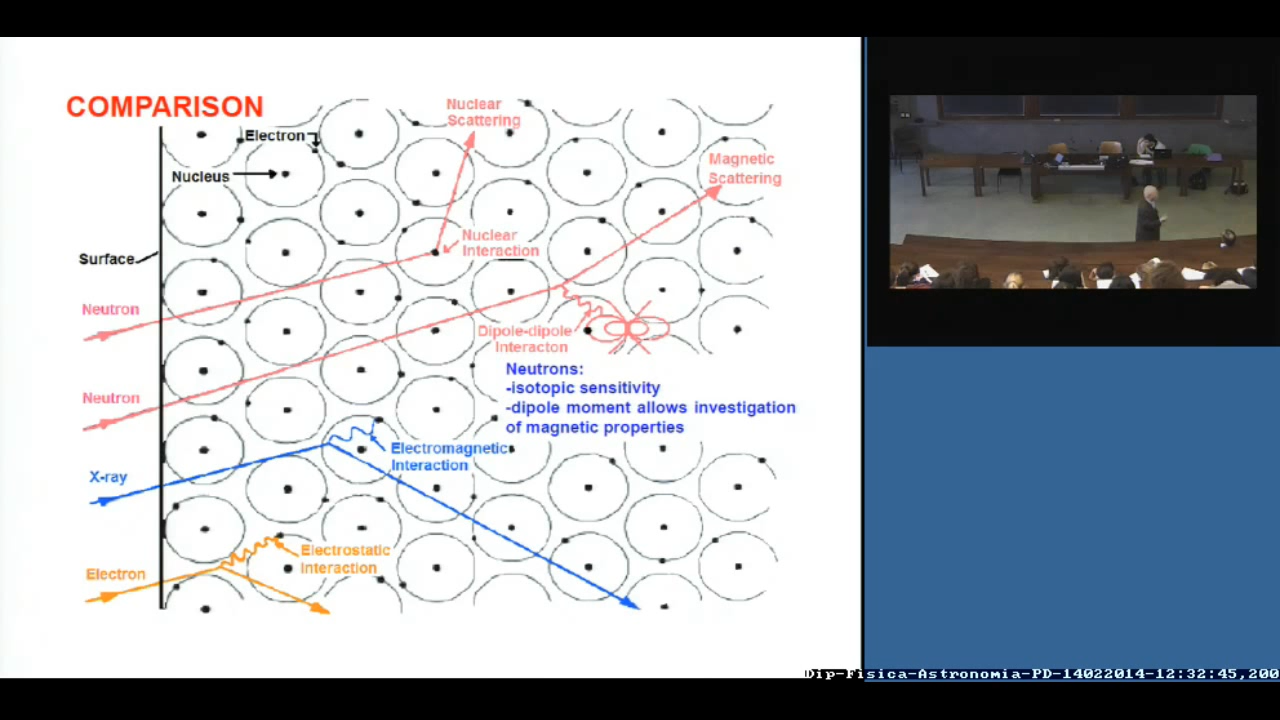 COMPARISON
Nuclear
Scattering
Electron
Magnetic
Scattering
Nucleus
Nuclear
Interaction
Surface
Neutron
Dipole-dipole
Interacton
Neutrons:
-isotopic sensitivity
-dipole moment allows investigation
of magnetic properties
Neutron
Electromagnetic
Interaction
X-ray
Electrostatic
Interaction
Electron
Dip-Fisica-Astronomia-PD-14022014-12:32:45,200